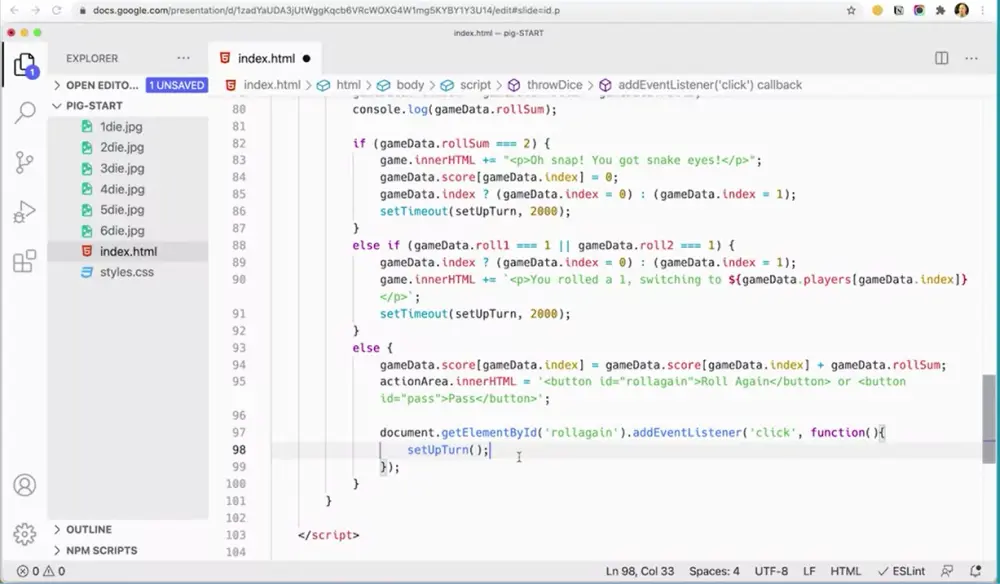 docs.google.com/presentation/d/1zadYaUDA3jUtWggKqcb6VRcWOXG4W1mg5KYBY1Y3U14/edit#slide=id.p
index.html — pig-START
EXPLORER ...
index.html ●
...
OPEN EDITO... 1 UNSAVED
index.html > html > body > script > throwDice > addEventListener('click') callback
PIG-START
1die.jpg
2die.jpg
3die.jpg
4die.jpg
5die.jpg
6die.jpg
index.html
styles.css
OUTLINE
NPM SCRIPTS
1
80 console.log(gameData.rollSum);
81
82 if (gameData.rollSum === 2) {
83 game.innerHTML += "<p>Oh snap! You got snake eyes!</p>";
84 gameData.score[gameData.index] = 0;
85 gameData.index ? (gameData.index = 0) : (gameData.index = 1);
86 setTimeout(setUpTurn, 2000);
87 }
88 else if (gameData.roll1 === 1 || gameData.roll2 === 1) {
89 gameData.index ? (gameData.index = 0) : (gameData.index = 1);
90 game.innerHTML += `<p>You rolled a 1, switching to ${gameData.players[gameData.index]}
</p>`;
91 setTimeout(setUpTurn, 2000);
92 }
93 else {
94 gameData.score[gameData.index] = gameData.score[gameData.index] + gameData.rollSum;
95 actionArea.innerHTML = '<button id="rollagain">Roll Again</button> or <button
id="pass">Pass</button>';
96
97 document.getElementById('rollagain').addEventListener('click', function(){
98 setUpTurn();
99 });
100 }
101 }
102
103 </script>
104
0 0
Ln 98, Col 33 Spaces: 4 UTF-8 LF HTML ESLint